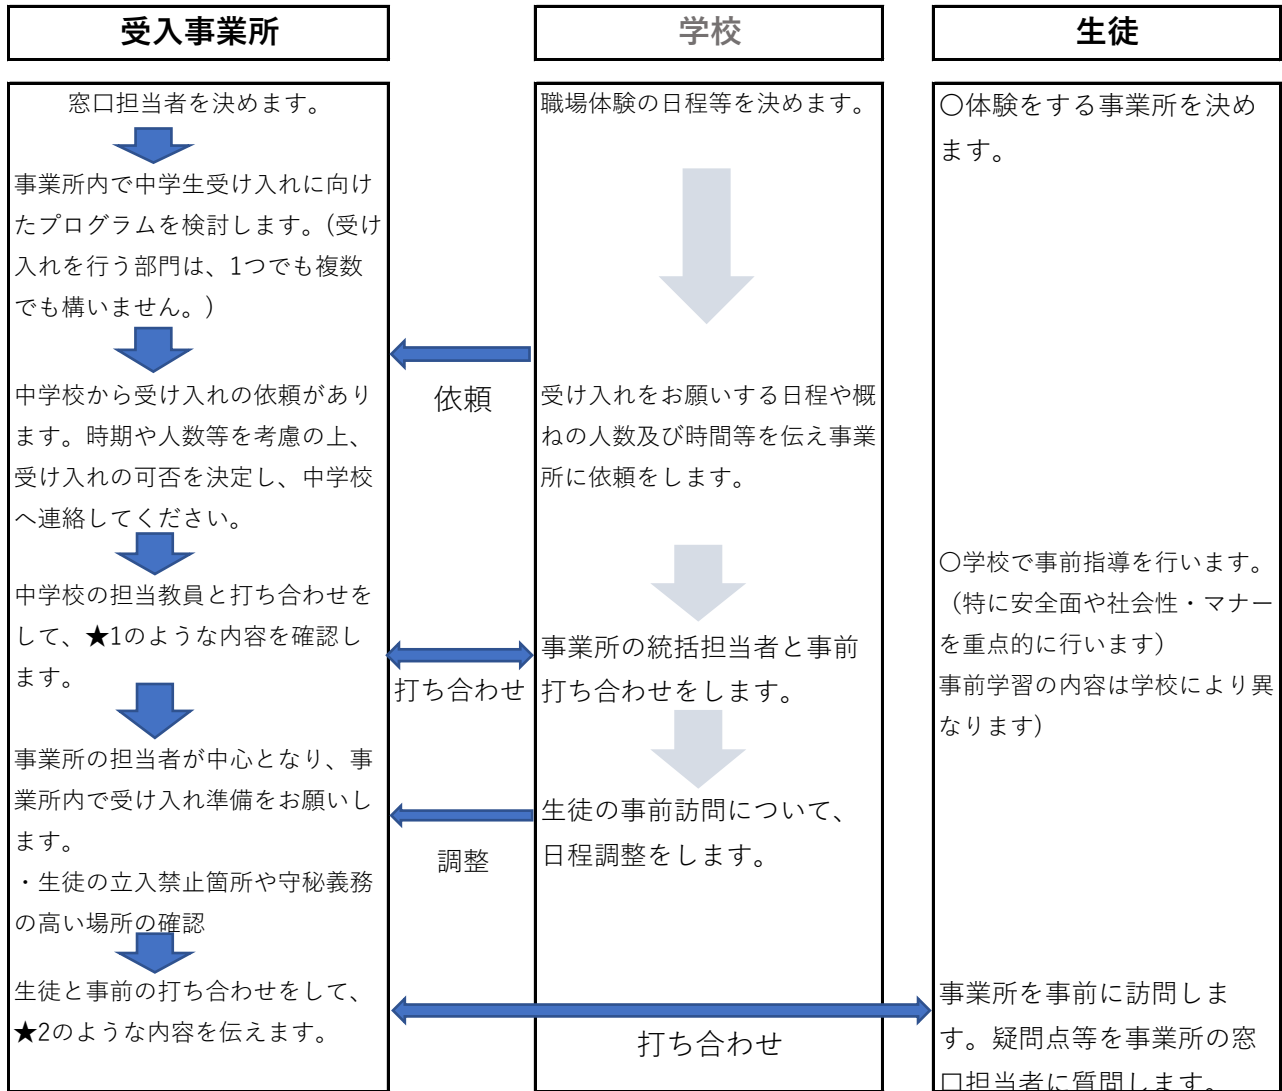 受入事業所
窓口担当者を決めます。
事業所内で中学生受け入れに向け
たプログラムを検討します。(受け
入れを行う部門は、1つでも複数
でも構いません。)
中学校から受け入れの依頼があり
ます。時期や人数等を考慮の上、
受け入れの可否を決定し、中学校
へ連絡してください。
中学校の担当教員と打ち合わせを
して、★1のような内容を確認し
ます。
事業所の担当者が中心となり、事
業所内で受け入れ準備をお願いし
ます。
・生徒の立入禁止箇所や守秘義務
の高い場所の確認
生徒と事前の打ち合わせをして、
★2のような内容を伝えます。
依頼
打ち合わせ
調整
打ち合わせ
学校
職場体験の日程等を決めます。
受け入れをお願いする日程や概
ねの人数及び時間等を伝え事業
所に依頼をします。
事業所の統括担当者と事前
打ち合わせをします。
生徒の事前訪問について、
日程調整をします。
生徒
〇体験をする事業所を決め
ます。
〇学校で事前指導を行います。
（特に安全面や社会性・マナー
を重点的に行います）
事前学習の内容は学校により異
なります）
事業所を事前に訪問しま
す。疑問点等を事業所の窓
口担当者に質問します。